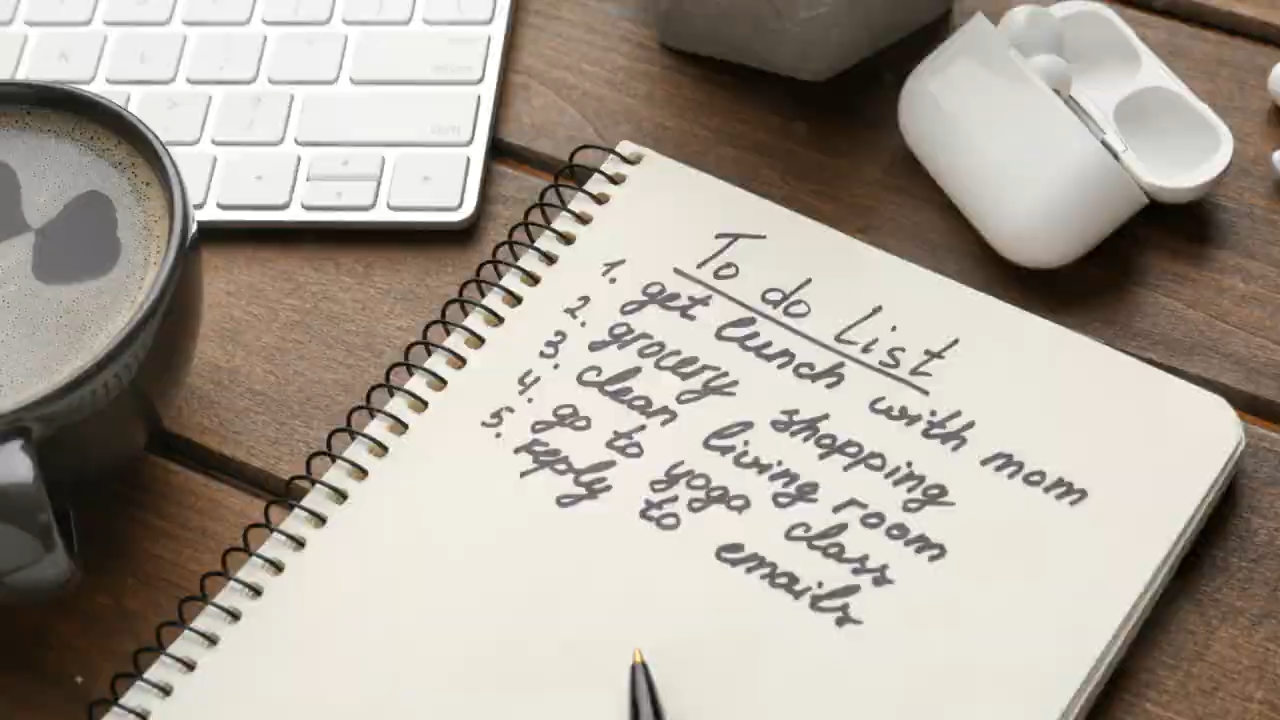 To do List
1. get lunch with mom
2. grocery shopping
3. clean living room
4. go to yoga class
5. reply to emails